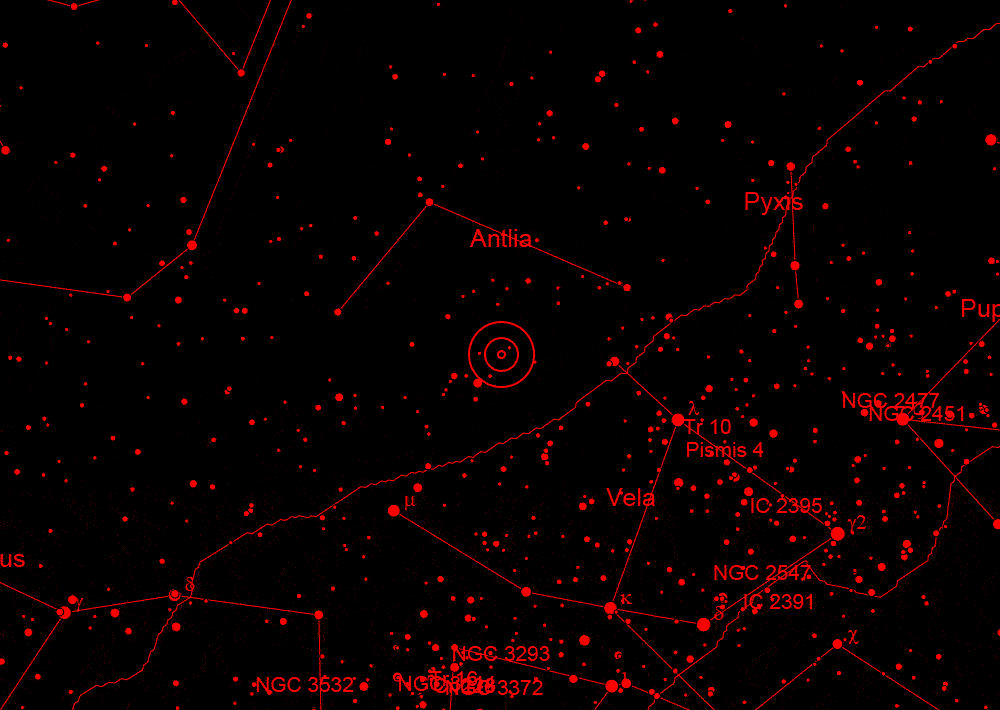 Pyxis
Antlia
Pup
NGC 2477
NGC 2451
λ
Tr 10
Pismis 4
μ
Vela
IC 2395
γ2
us
NGC 2547
δ
γ
κ
IC 2391
δ
χ
NGC 3293
NGC 3532
3372
ι